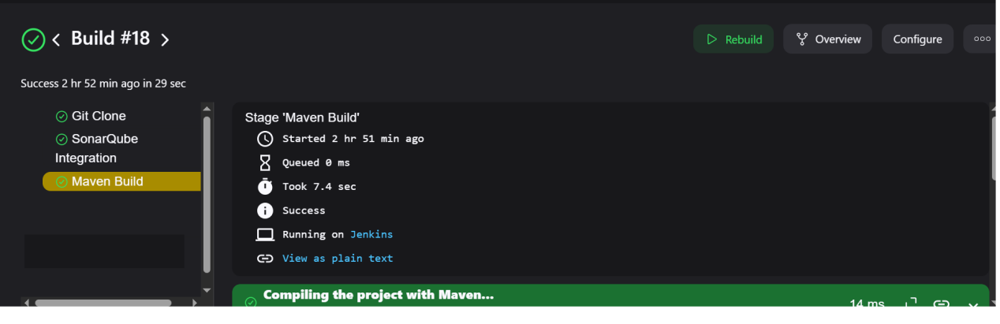 Build #18
Rebuild
Overview
Configure
Success 2 hr 52 min ago in 29 sec
Git Clone
SonarQube
Integration
Maven Build
Stage 'Maven Build'
Started 2 hr 51 min ago
Queued 0 ms
Took 7.4 sec
Success
Running on Jenkins
View as plain text
Compiling the project with Maven...
14 ms